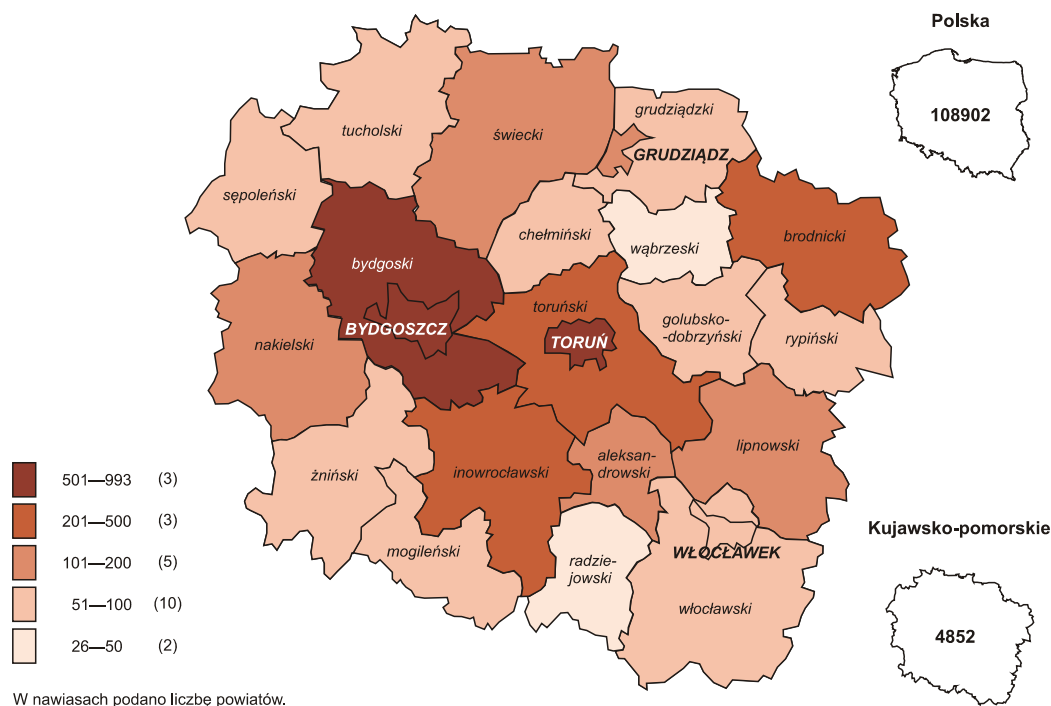 Polska
108902
grudziądzki
tucholski
świecki
GRUDZIĄDZ
sępoleński
chełmiński
wąbrzeski
brodnicki
bydgoski
toruński
golubsko-
-dobrzyński
BYDGOSZCZ
TORUŃ
nakielski
rypiński
lipnowski
aleksan-
drowski
inowrocławski
żniński
501—993 (3)
201—500 (3)
101—200 (5)
51—100 (10)
26—50 (2)
mogileński
radzie-
jowski
WŁOCŁAWEK
włocławski
Kujawsko-pomorskie
4852
W nawiasach podano liczbę powiatów.